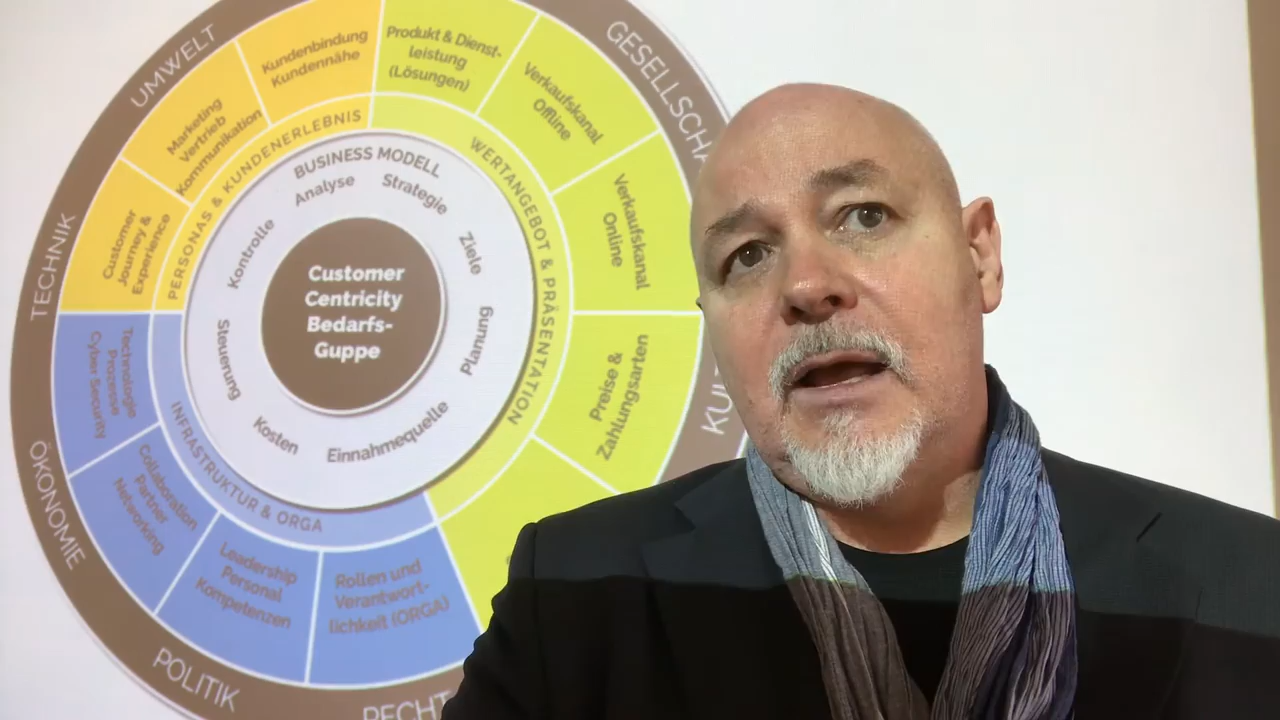 UMWELT
GESELLSCHA
TECHNIK
KUL
ÖKONOMIE
POLITIK
RECHT
Kundenbindung
Kundennähe
Produkt & Dienst-
leistung
(Lösungen)
Verkaufskanal
Offline
Verkaufskanal
Online
Preise &
Zahlungsarten
Marketing
Vertrieb
Kommunikation
Customer
Journey &
Experience
Technologie
Prozesse
Cyber Security
Collaboration
Partner
Networking
Leadership
Personal
Kompetenzen
Rollen und
Verantwort-
lichkeit (ORGA)
PERSONAS & KUNDENERLEBNIS
WERTANGEBOT & PRÄSENTATION
INFRASTRUKTUR & ORGA
BUSINESS MODELL
Analyse
Strategie
Ziele
Planung
Einnahmequelle
Kosten
Steuerung
Kontrolle
Customer
Centricity
Bedarfs-
Guppe